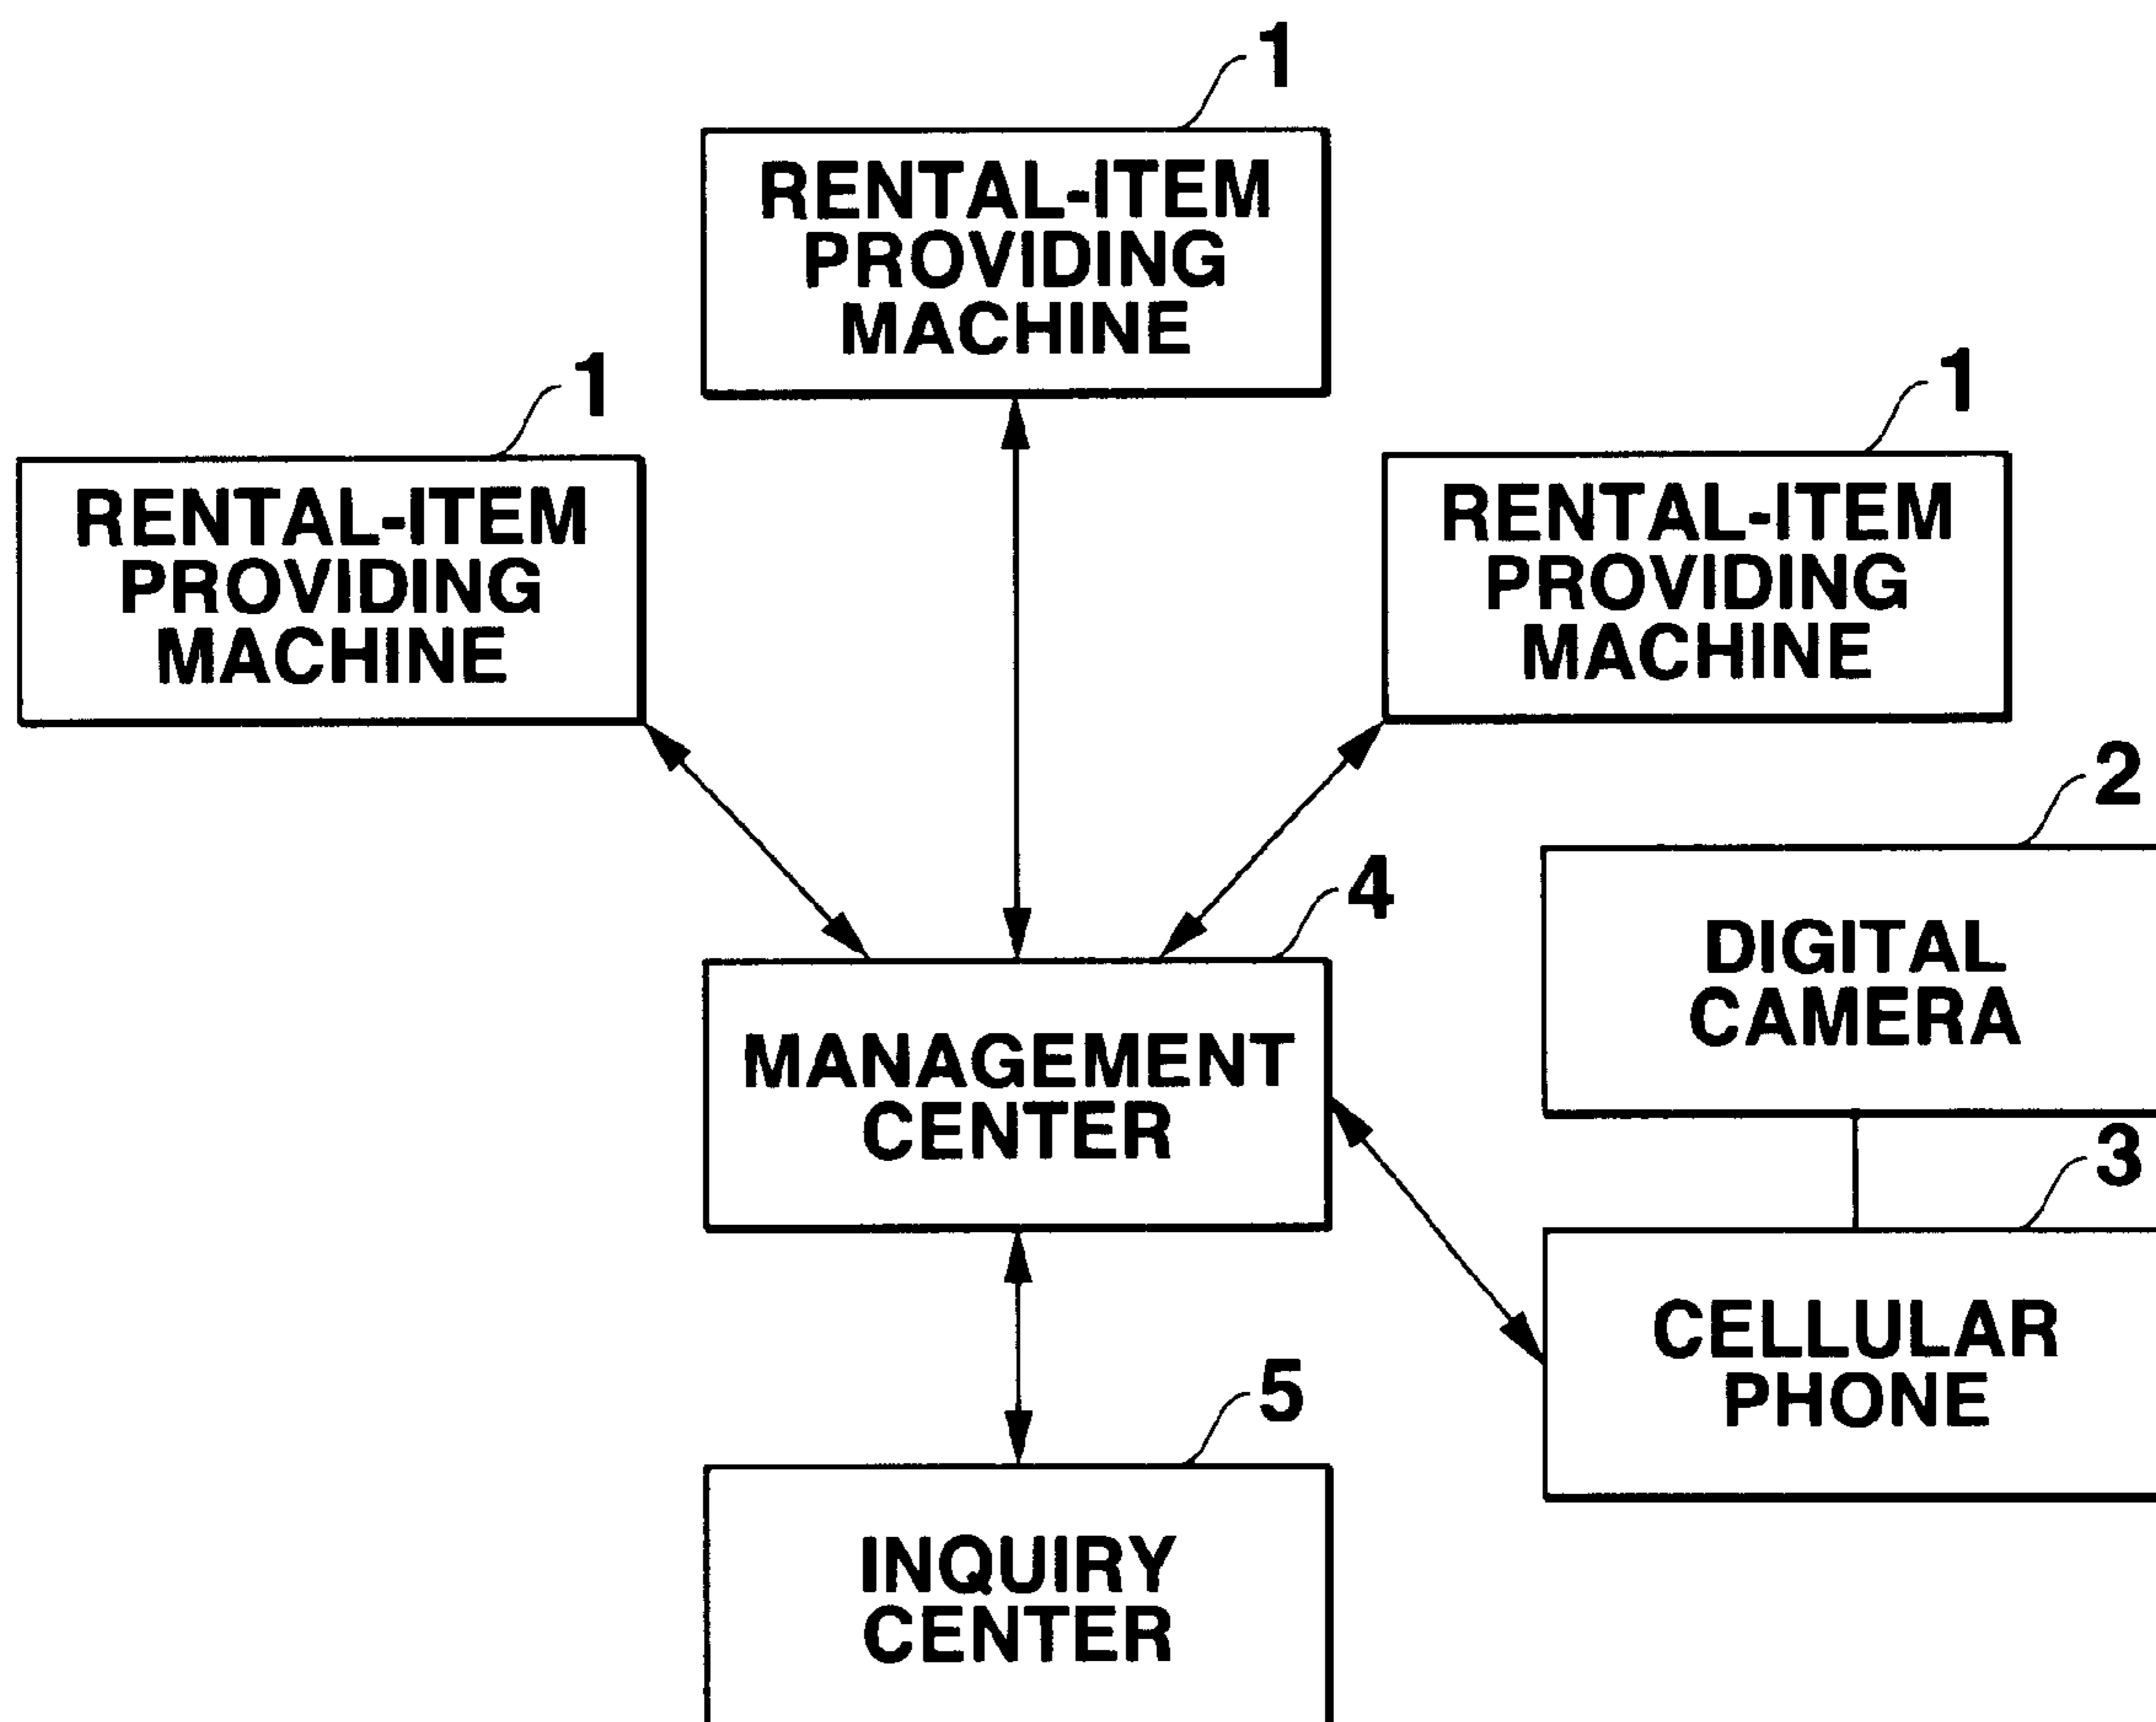 1
RENTAL-ITEM
PROVIDING
MACHINE
1
RENTAL-ITEM
PROVIDING
MACHINE
1
RENTAL-ITEM
PROVIDING
MACHINE
2
DIGITAL
CAMERA
4
MANAGEMENT
CENTER
3
CELLULAR
PHONE
5
INQUIRY
CENTER